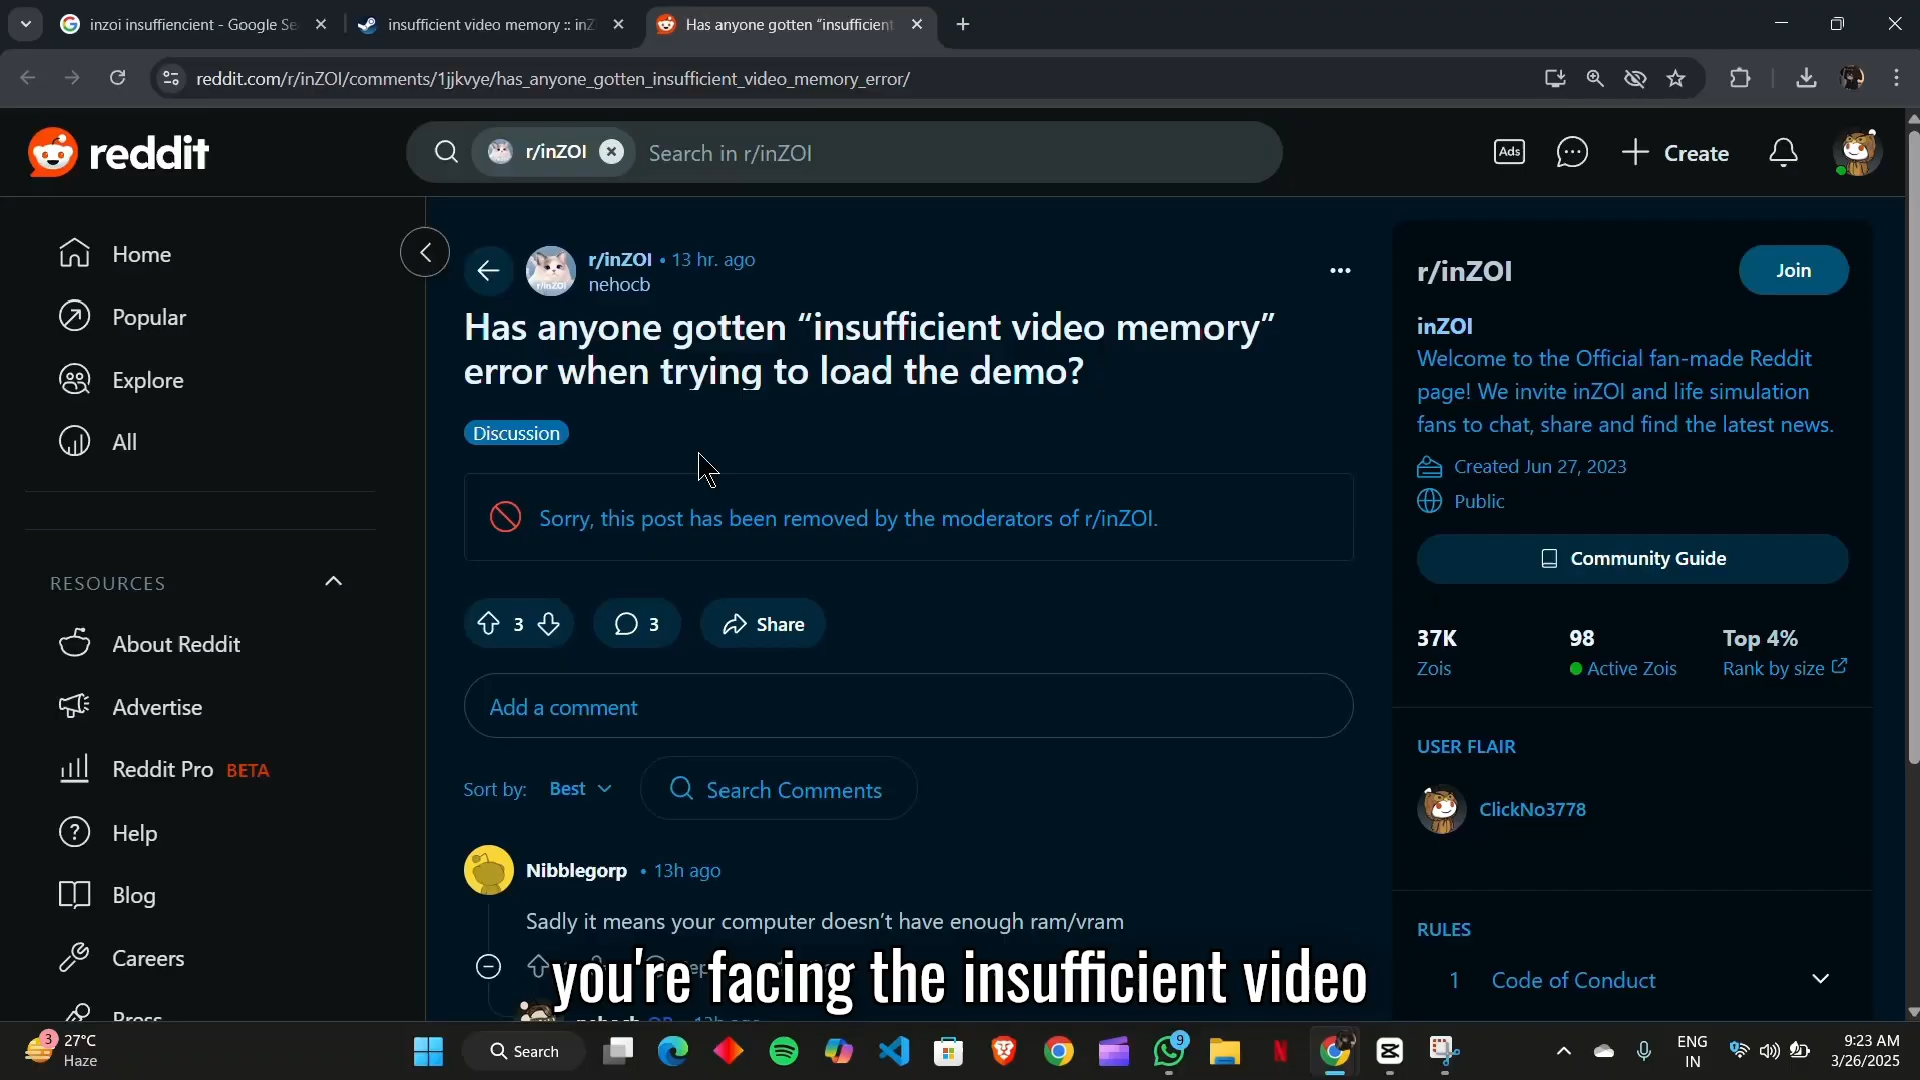 inzoi insuffiencient - Google Se
insufficient video memory :: inZ
Has anyone gotten “insufficient
reddit.com/r/inZOI/comments/1jjkvye/has_anyone_gotten_insufficient_video_memory_error/
reddit
r/inZOI
Search in r/inZOI
Ads
Create
Home
Popular
Explore
All
RESOURCES
About Reddit
Advertise
Reddit Pro BETA
Help
Blog
Careers
Press
r/inZOI • 13 hr. ago
nehocb
Has anyone gotten “insufficient video memory”
error when trying to load the demo?
Discussion
Sorry, this post has been removed by the moderators of r/inZOI.
3
3
Share
Add a comment
Sort by: Best
Search Comments
Nibblegorp • 13h ago
Sadly it means your computer doesn’t have enough ram/vram
you're facing the insufficient video
r/inZOI
Join
inZOI
Welcome to the Official fan-made Reddit
page! We invite inZOI and life simulation
fans to chat, share and find the latest news.
Created Jun 27, 2023
Public
Community Guide
37K
Zois
98
Active Zois
Top 4%
Rank by size
USER FLAIR
ClickNo3778
RULES
1 Code of Conduct
3
27°C
Haze
Search
9
ENG
IN
9:23 AM
3/26/2025